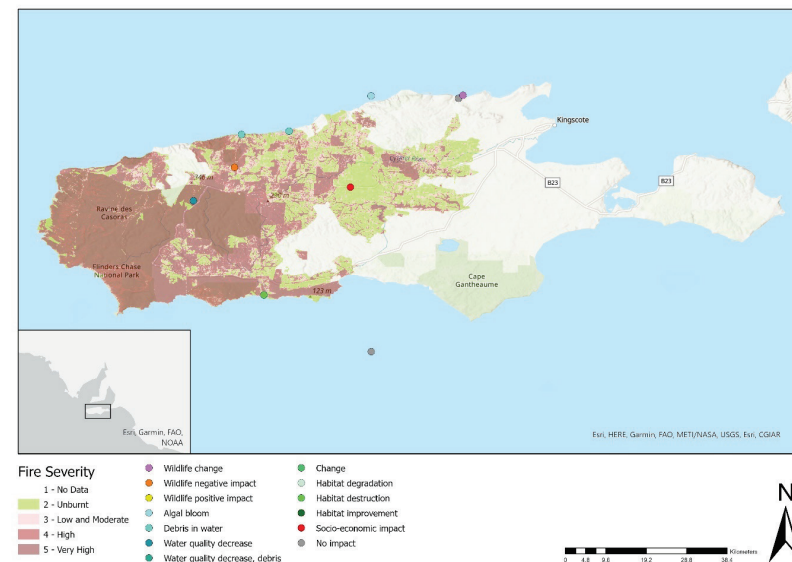 Kingscote
Cygnet River
B23
B23
Ravine des
Casoars
Flinders Chase
National Park
123 m
Cape
Gantheaume
Esri, Garmin, FAO,
NOAA
Esri, HERE, Garmin, FAO, METI/NASA, USGS, Esri, CGIAR
Fire Severity
1 - No Data
2 - Unburnt
3 - Low and Moderate
4 - High
5 - Very High
Wildlife change
Wildlife negative impact
Wildlife positive impact
Algal bloom
Debris in water
Water quality decrease
Water quality decrease, debris
Change
Habitat degradation
Habitat destruction
Habitat improvement
Socio-economic impact
No impact
N
Kilometers
0 4.8 9.6 19.2 28.8 38.4